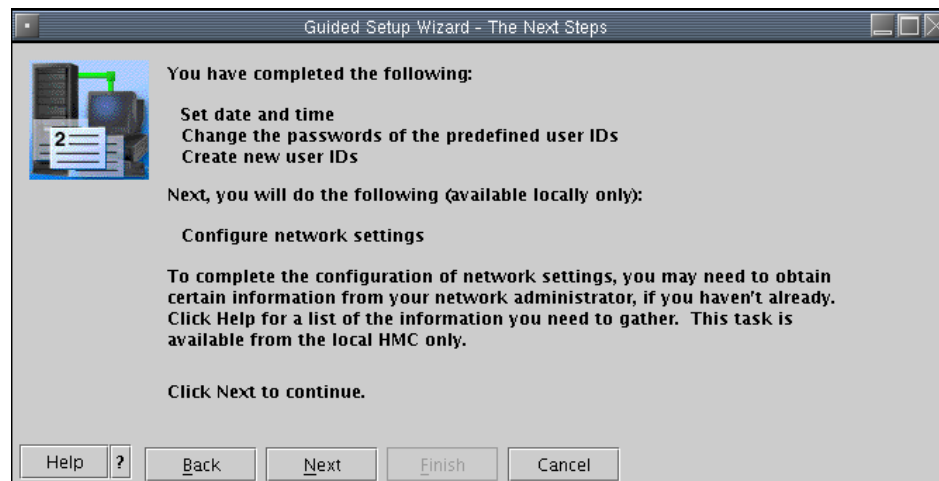 Guided Setup Wizard - The Next Steps
You have completed the following:
Set date and time
Change the passwords of the predefined user IDs
Create new user IDs
2
Next, you will do the following (available locally only):
Configure network settings
To complete the configuration of network settings, you may need to obtain
certain information from your network administrator, if you haven't already.
Click Help for a list of the information you need to gather. This task is
available from the local HMC only.
Click Next to continue.
Help ? Back Next Finish Cancel